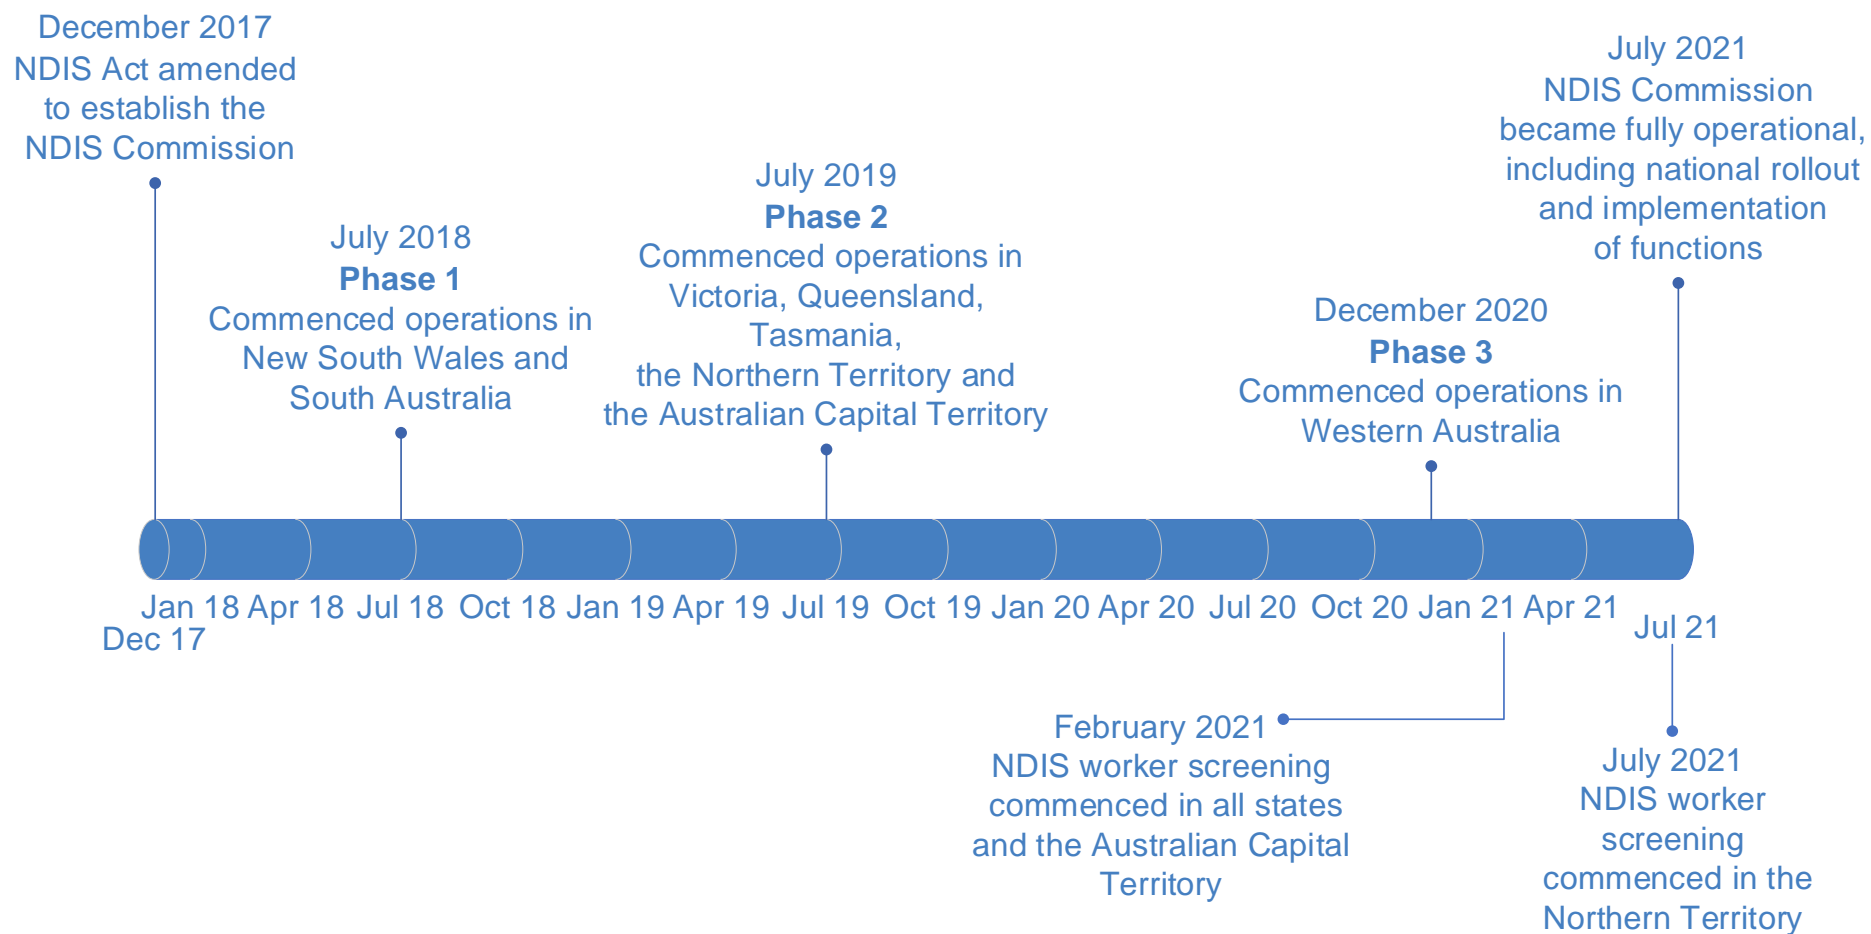 December 2017
NDIS Act amended
to establish the
NDIS Commission
July 2018
Phase 1
Commenced operations in
New South Wales and
South Australia
July 2019
Phase 2
Commenced operations in
Victoria, Queensland,
Tasmania,
the Northern Territory and
the Australian Capital Territory
December 2020
Phase 3
Commenced operations in
Western Australia
July 2021
NDIS Commission
became fully operational,
including national rollout
and implementation
of functions
Dec 17
Jan 18 Apr 18 Jul 18 Oct 18 Jan 19 Apr 19 Jul 19 Oct 19 Jan 20 Apr 20 Jul 20 Oct 20 Jan 21 Apr 21
Jul 21
February 2021
NDIS worker screening
commenced in all states
and the Australian Capital
Territory
July 2021
NDIS worker
screening
commenced in the
Northern Territory